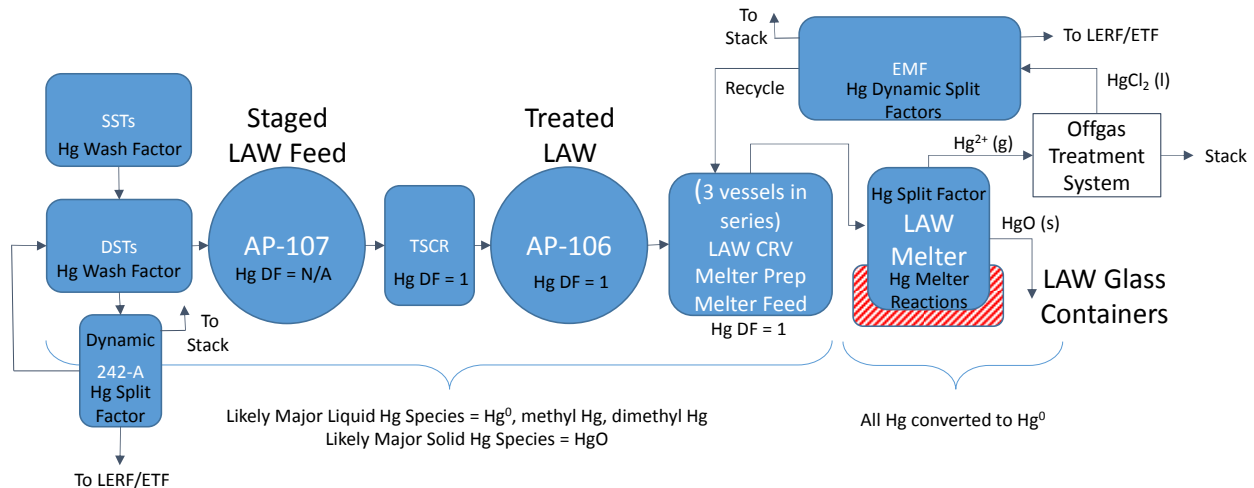 To
Stack
EMF
Hg Dynamic Split
Factors
To LERF/ETF
Recycle
HgCl₂ (l)
SSTs
Hg Wash Factor
Staged
LAW Feed
Treated
LAW
Hg²⁺ (g)
Offgas
Treatment
System
Stack
DSTs
Hg Wash Factor
AP-107
Hg DF = N/A
TSCR
Hg DF = 1
AP-106
Hg DF = 1
(3 vessels in
series)
LAW CRV
Melter Prep
Melter Feed
Hg DF = 1
Hg Split Factor
LAW
Melter
Hg Melter
Reactions
HgO (s)
LAW Glass
Containers
To
Stack
Dynamic
242-A
Hg Split
Factor
To LERF/ETF
Likely Major Liquid Hg Species = Hg⁰, methyl Hg, dimethyl Hg
Likely Major Solid Hg Species = HgO
All Hg converted to Hg⁰